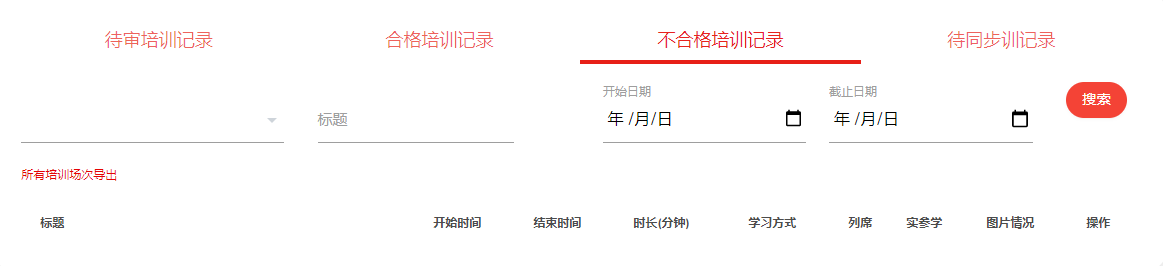 待审培训记录 合格培训记录 不合格培训记录 待同步训记录
开始日期 截止日期
标题 年 /月/日 年 /月/日 搜索
所有培训场次导出
标题 开始时间 结束时间 时长(分钟) 学习方式 列席 实参学 图片情况 操作